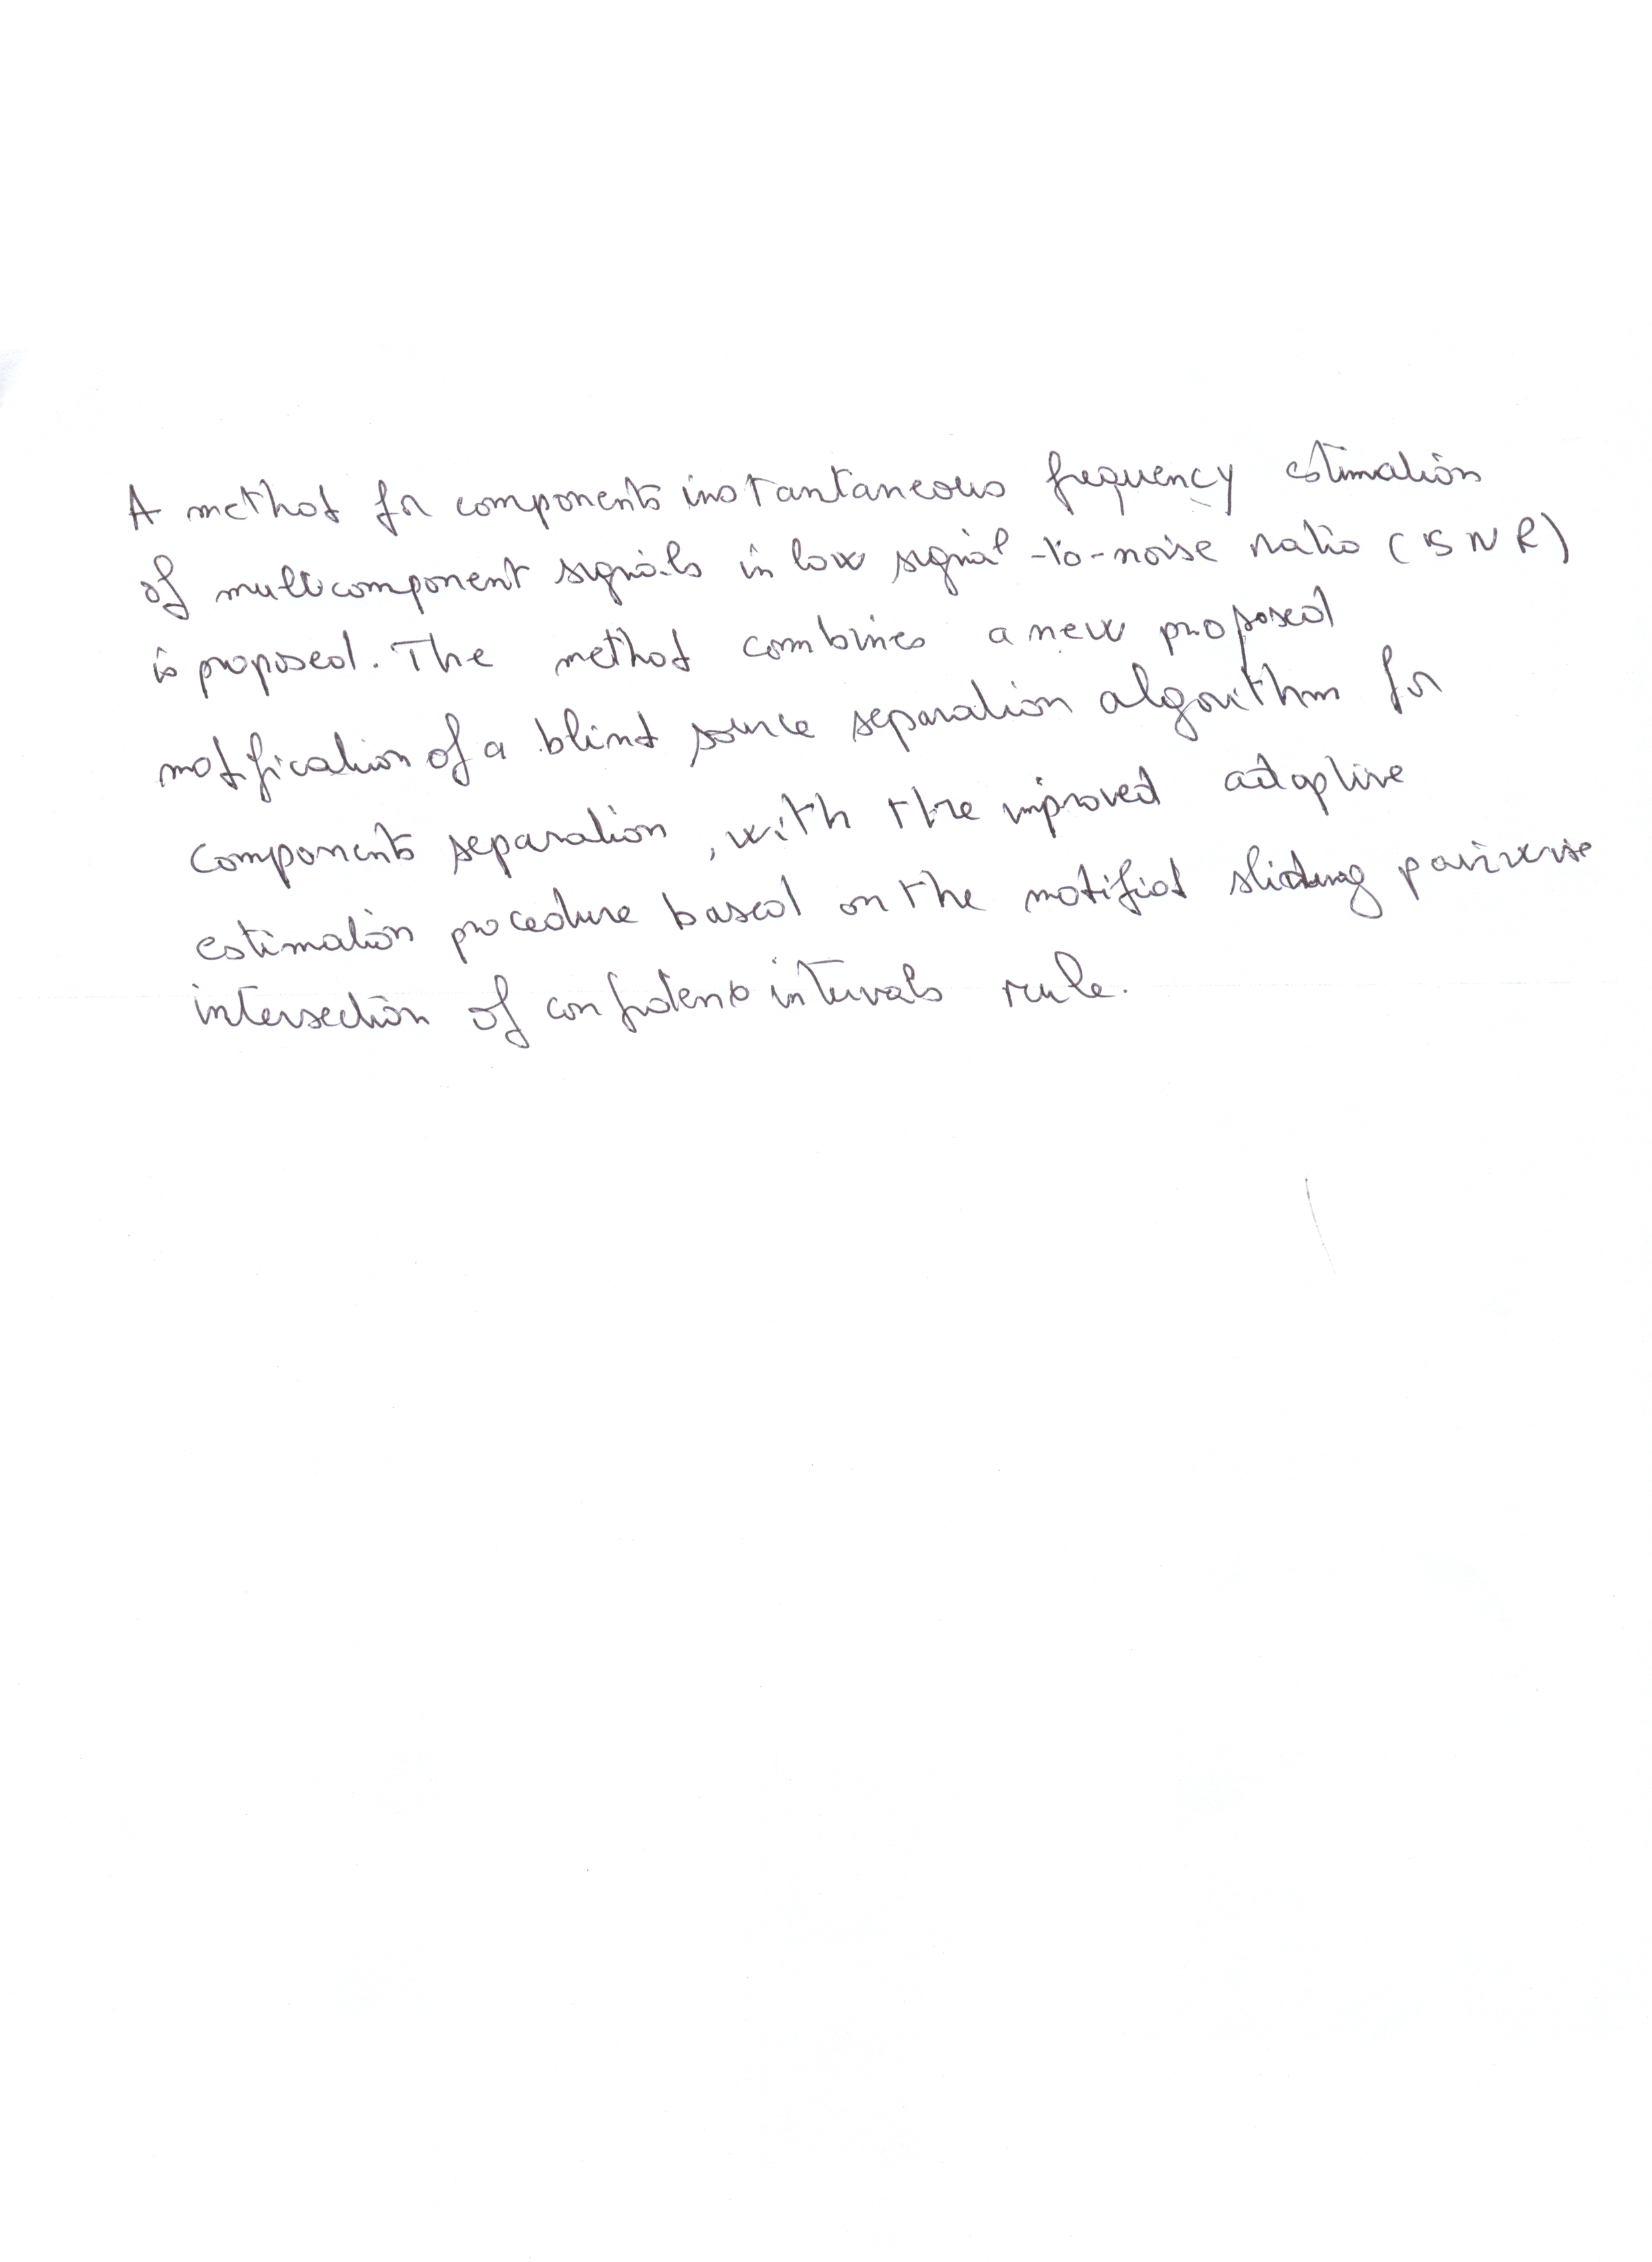 A method for components instantaneous frequency estimation
of multicomponent signals in low signal-to-noise ratio (SNR)
is proposed. The method combines a new proposed
modification of a blind source separation algorithm for
components separation, with the improved adaptive
estimation procedure based on the modified sliding pairwise
intersection of confidens intervals rule.